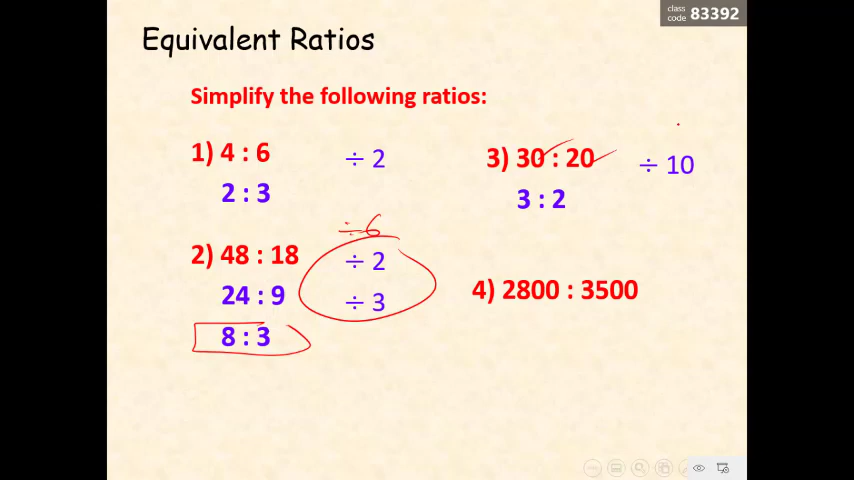 class code 83392
Equivalent Ratios
Simplify the following ratios:
1) 4 : 6 ÷ 2
2 : 3
÷6
2) 48 : 18 ÷ 2
24 : 9 ÷ 3
8 : 3
3) 30 : 20 ÷ 10
3 : 2
4) 2800 : 3500